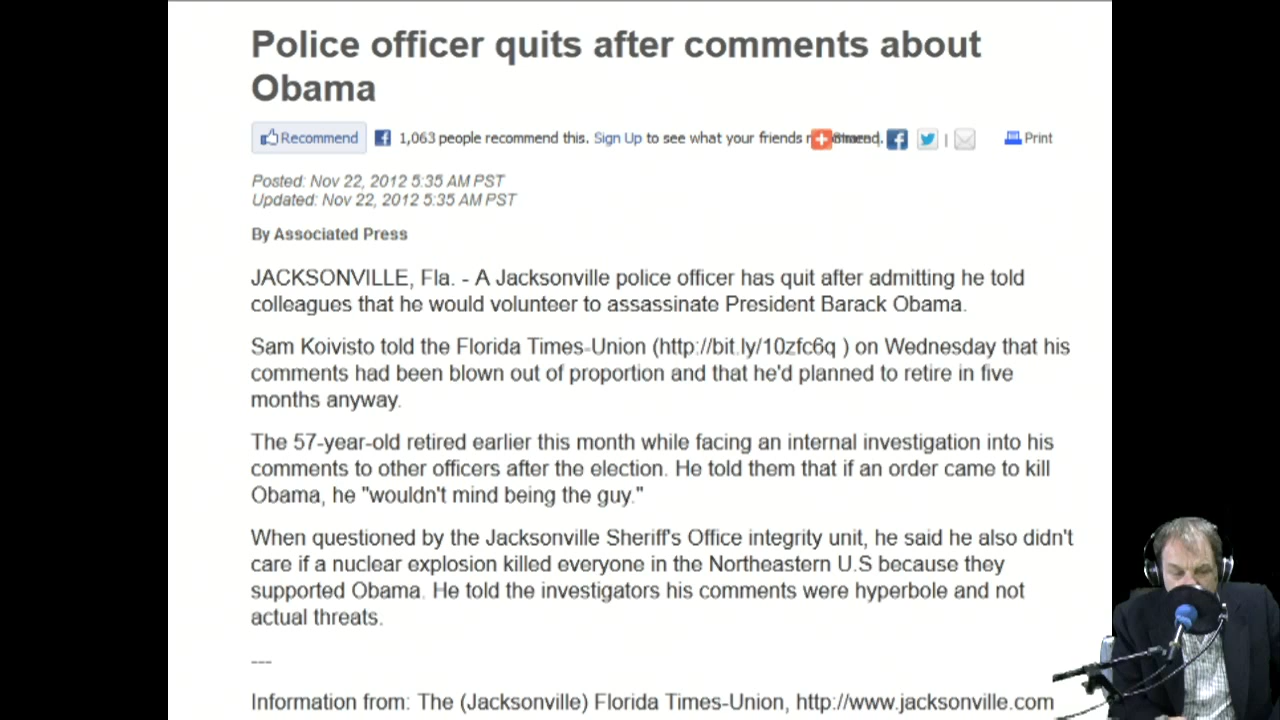 Police officer quits after comments about
Obama
Recommend 1,063 people recommend this. Sign Up to see what your friends | Print
Posted: Nov 22, 2012 5:35 AM PST
Updated: Nov 22, 2012 5:35 AM PST
By Associated Press
JACKSONVILLE, Fla. - A Jacksonville police officer has quit after admitting he told
colleagues that he would volunteer to assassinate President Barack Obama.
Sam Koivisto told the Florida Times-Union (http://bit.ly/10zfc6q ) on Wednesday that his
comments had been blown out of proportion and that he'd planned to retire in five
months anyway.
The 57-year-old retired earlier this month while facing an internal investigation into his
comments to other officers after the election. He told them that if an order came to kill
Obama, he "wouldn't mind being the guy."
When questioned by the Jacksonville Sheriff's Office integrity unit, he said he also didn't
care if a nuclear explosion killed everyone in the Northeastern U.S because they
supported Obama. He told the investigators his comments were hyperbole and not
actual threats.
---
Information from: The (Jacksonville) Florida Times-Union, http://www.jacksonville.com